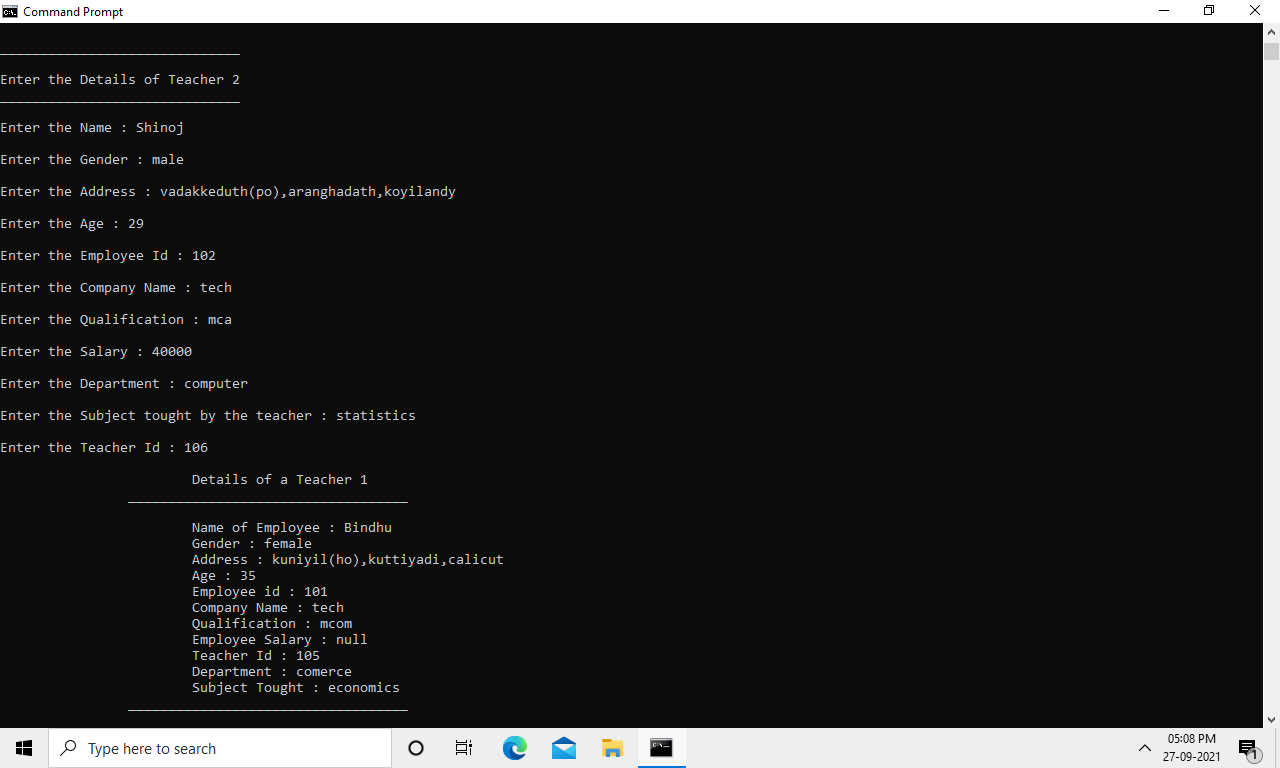 Command Prompt
______________________________
Enter the Details of Teacher 2
______________________________
Enter the Name : Shinoj
Enter the Gender : male
Enter the Address : vadakkeduth(po),aranghadath,koyilandy
Enter the Age : 29
Enter the Employee Id : 102
Enter the Company Name : tech
Enter the Qualification : mca
Enter the Salary : 40000
Enter the Department : computer
Enter the Subject tought by the teacher : statistics
Enter the Teacher Id : 106
Details of a Teacher 1
___________________________________
Name of Employee : Bindhu
Gender : female
Address : kuniyil(ho),kuttiyadi,calicut
Age : 35
Employee id : 101
Company Name : tech
Qualification : mcom
Employee Salary : null
Teacher Id : 105
Department : comerce
Subject Tought : economics
___________________________________
Type here to search
05:08 PM
27-09-2021
1